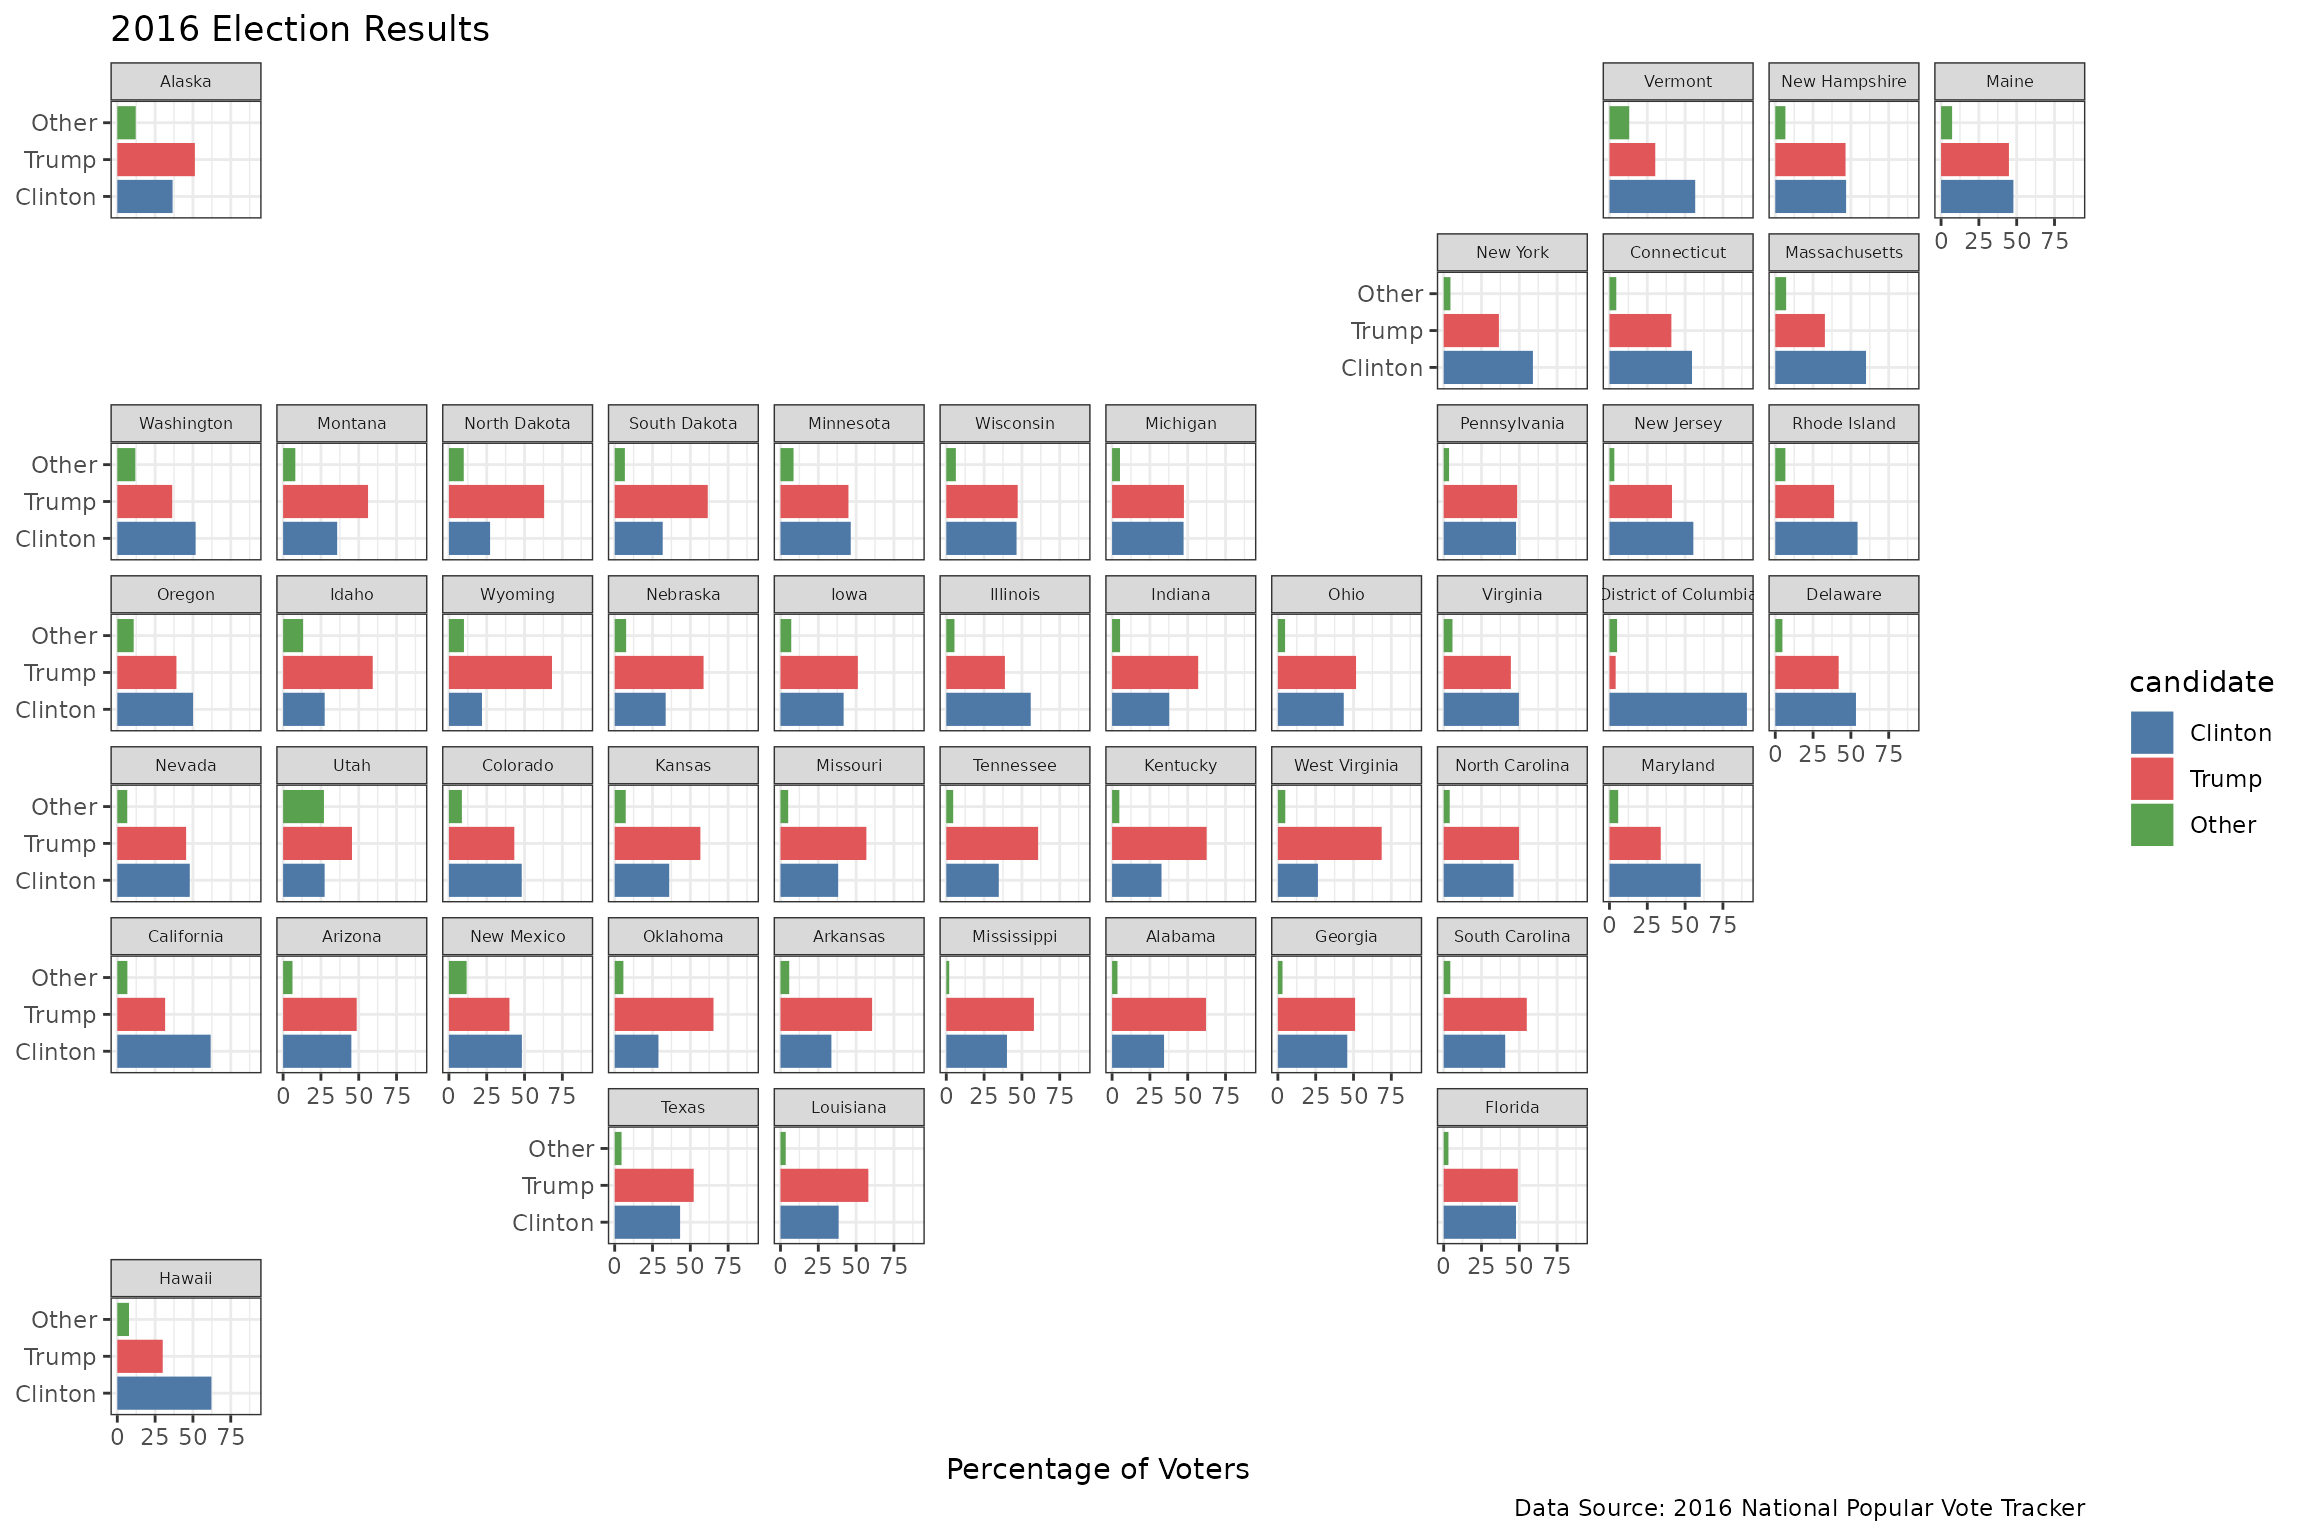 2016 Election Results
Alaska
Vermont
New Hampshire
Maine
Other
Trump
Clinton
0 25 50 75
New York
Connecticut
Massachusetts
Other
Trump
Clinton
Washington
Montana
North Dakota
South Dakota
Minnesota
Wisconsin
Michigan
Pennsylvania
New Jersey
Rhode Island
Other
Trump
Clinton
Oregon
Idaho
Wyoming
Nebraska
Iowa
Illinois
Indiana
Ohio
Virginia
District of Columbia
Delaware
Other
Trump
Clinton
0 25 50 75
Nevada
Utah
Colorado
Kansas
Missouri
Tennessee
Kentucky
West Virginia
North Carolina
Maryland
Other
Trump
Clinton
0 25 50 75
California
Arizona
New Mexico
Oklahoma
Arkansas
Mississippi
Alabama
Georgia
South Carolina
Other
Trump
Clinton
0 25 50 75
0 25 50 75
0 25 50 75
0 25 50 75
0 25 50 75
Texas
Louisiana
Florida
Other
Trump
Clinton
0 25 50 75
0 25 50 75
0 25 50 75
Hawaii
Other
Trump
Clinton
0 25 50 75
Percentage of Voters
candidate
Clinton
Trump
Other
Data Source: 2016 National Popular Vote Tracker